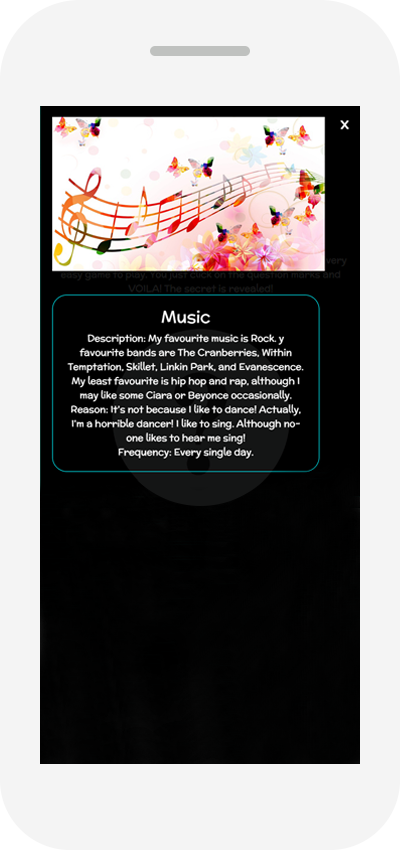 X
very
easy game to play. You just click on the question marks and
VOILA! The secret is revealed!
Music
Description: My favourite music is Rock. y
favourite bands are The Cranberries, Within
Temptation, Skillet, Linkin Park, and Evanescence.
My least favourite is hip hop and rap, although I
may like some Ciara or Beyonce occasionally.
Reason: It's not because I like to dance! Actually,
I'm a horrible dancer! I like to sing. Although no-
one likes to hear me sing!
Frequency: Every single day.